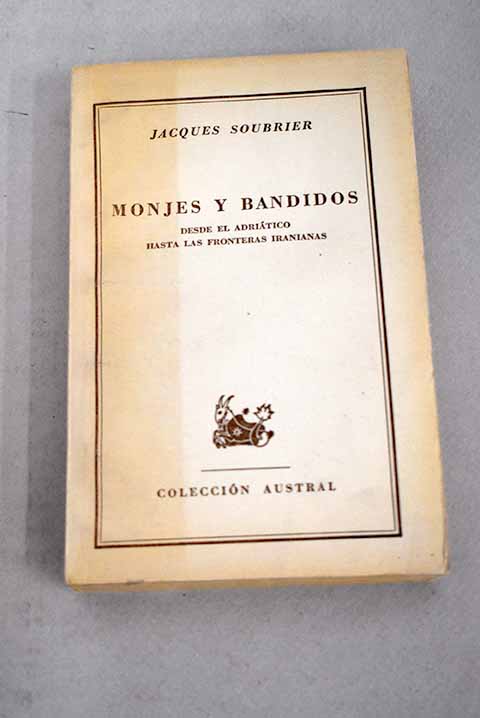 JACQUES SOUBRIER
MONJES Y BANDIDOS
DESDE EL ADRIÁTICO
HASTA LAS FRONTERAS IRANIANAS
COLECCIÓN AUSTRAL